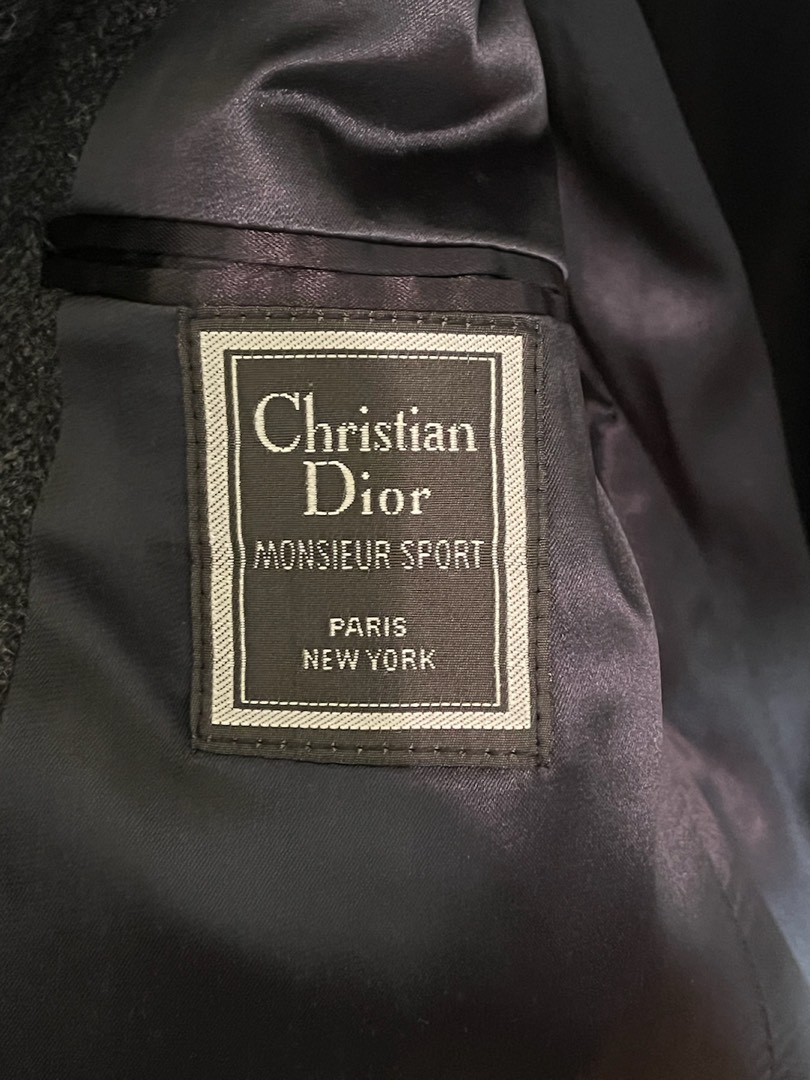 Christian
Dior
MONSIEUR SPORT
PARIS
NEW YORK